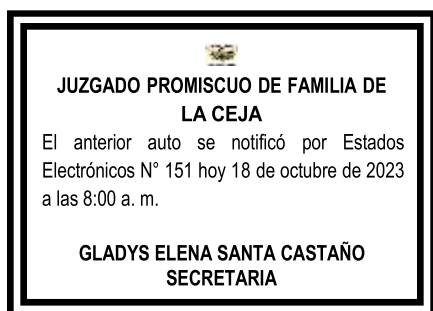 JUZGADO PROMISCUO DE FAMILIA DE
LA CEJA
El anterior auto se notificó por Estados
Electrónicos N° 151 hoy 18 de octubre de 2023
a las 8:00 a. m.
GLADYS ELENA SANTA CASTAÑO
SECRETARIA